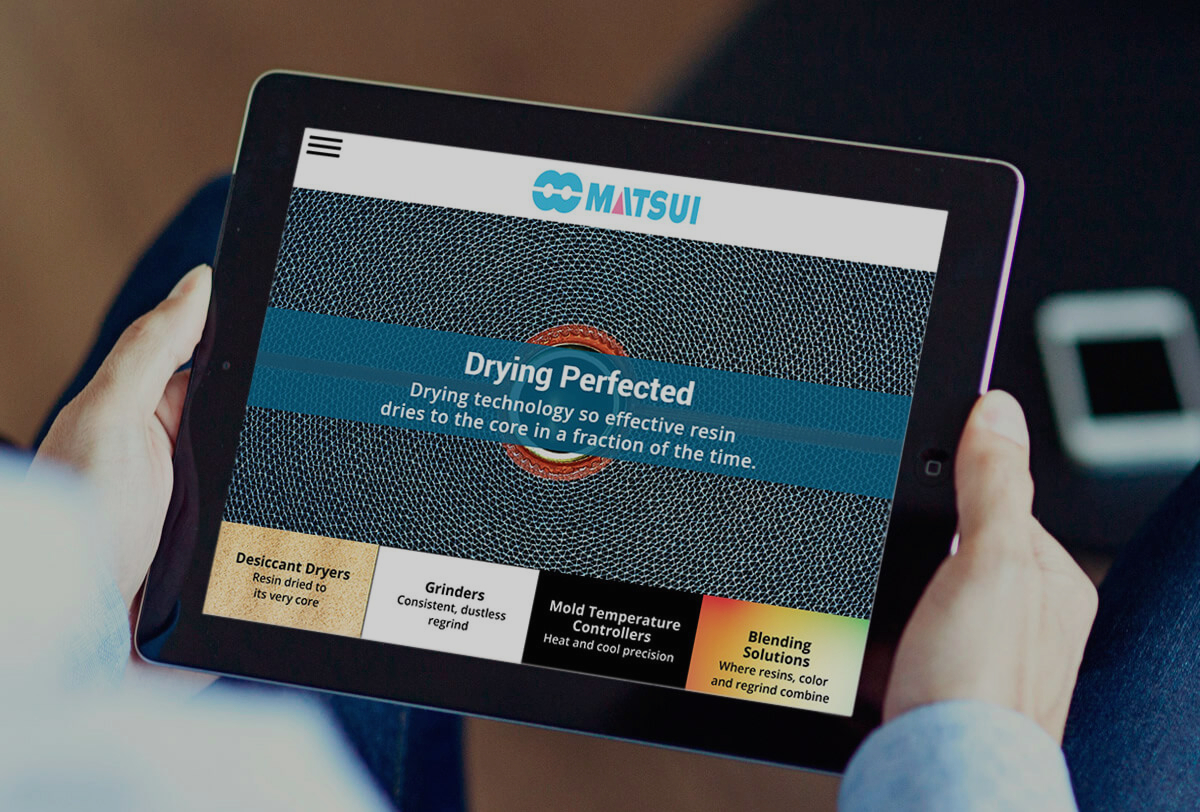 MATSUI
Drying Perfected
Drying technology so effective resin
dries to the core in a fraction of the time.
Desiccant Dryers
Resin dried to
its very core
Grinders
Consistent, dustless
regrind
Mold Temperature
Controllers
Heat and cool precision
Blending
Solutions
Where resins, color
and regrind combine